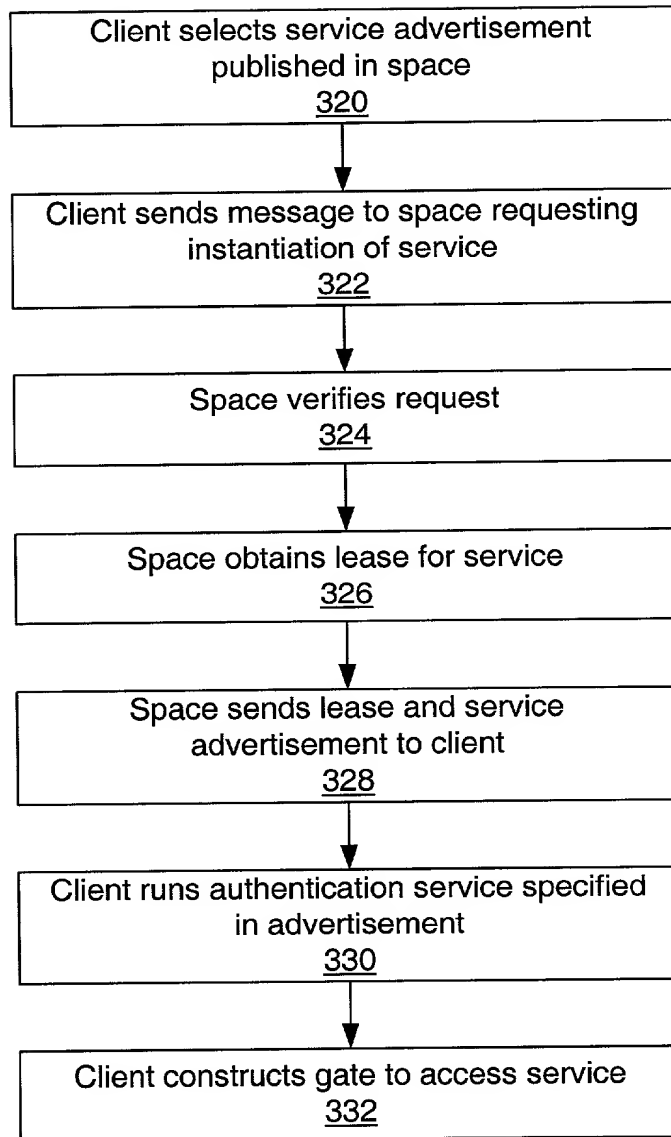 Client selects service advertisement
published in space
320
Client sends message to space requesting
instantiation of service
322
Space verifies request
324
Space obtains lease for service
326
Space sends lease and service
advertisement to client
328
Client runs authentication service specified
in advertisement
330
Client constructs gate to access service
332